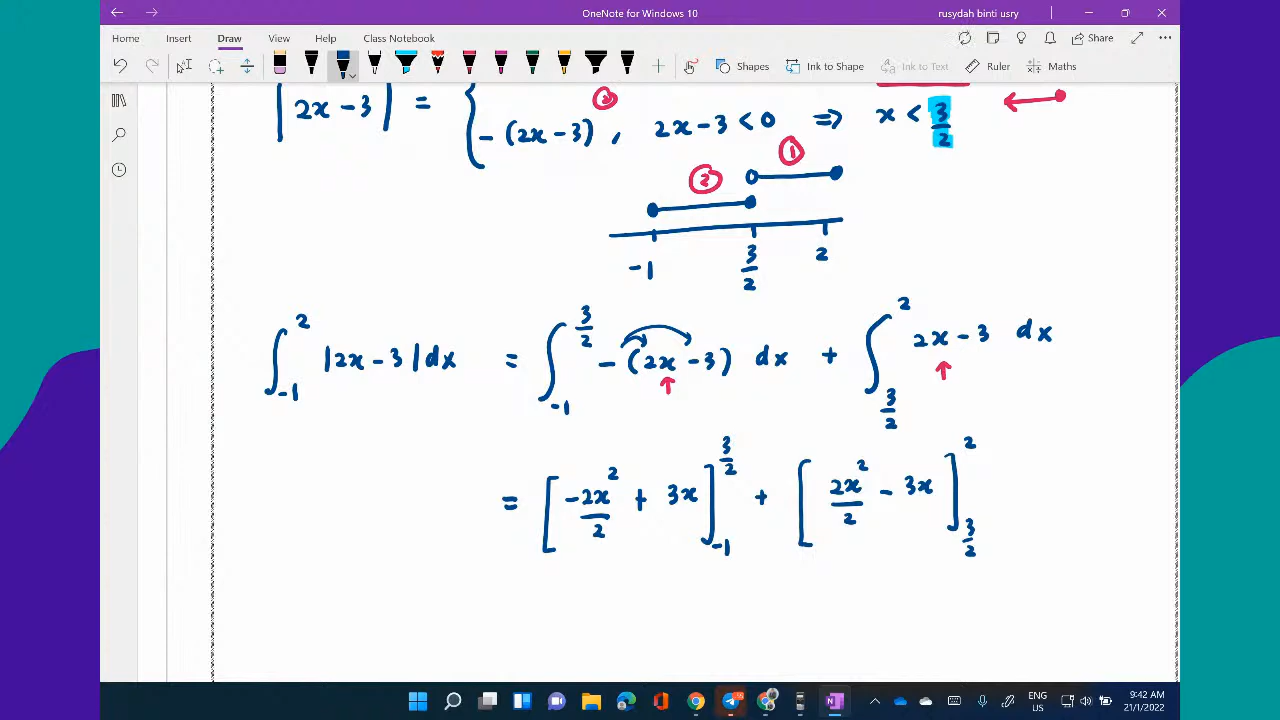 OneNote for Windows 10
rusydah binti usry
Home Insert Draw View Help Class Notebook Share
Shapes Ink to Shape Ink to Text Ruler Maths
|2x-3| = { ②
-(2x-3), 2x-3<0 ⇒ x < 3/2
② ①
-1 3/2 2
∫_{-1}^{2} |2x-3| dx = ∫_{-1}^{3/2} -(2x-3) dx + ∫_{3/2}^{2} 2x-3 dx
= [-2x²/2 + 3x]_{-1}^{3/2} + [2x²/2 - 3x]_{3/2}^{2}
ENG
US
9:42 AM
21/1/2022